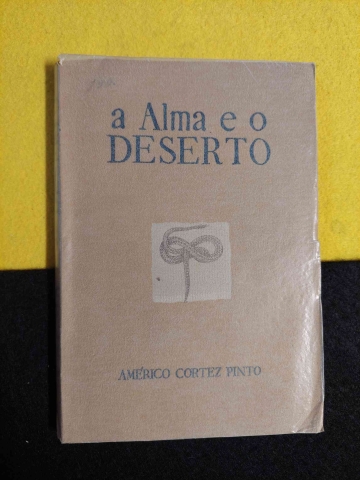 a Alma e o
DESERTO
AMÉRICO CORTEZ PINTO